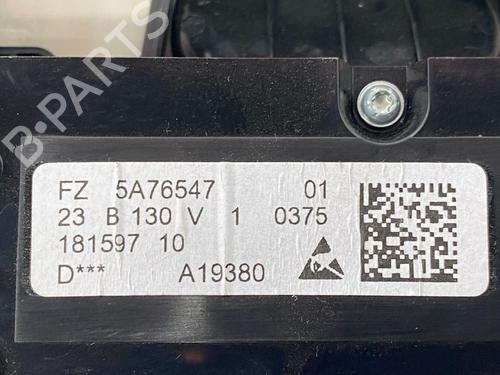 B-PARTS
FZ 5A76547 01
23 B 130 V 1 0375
181597 10
D*** A19380